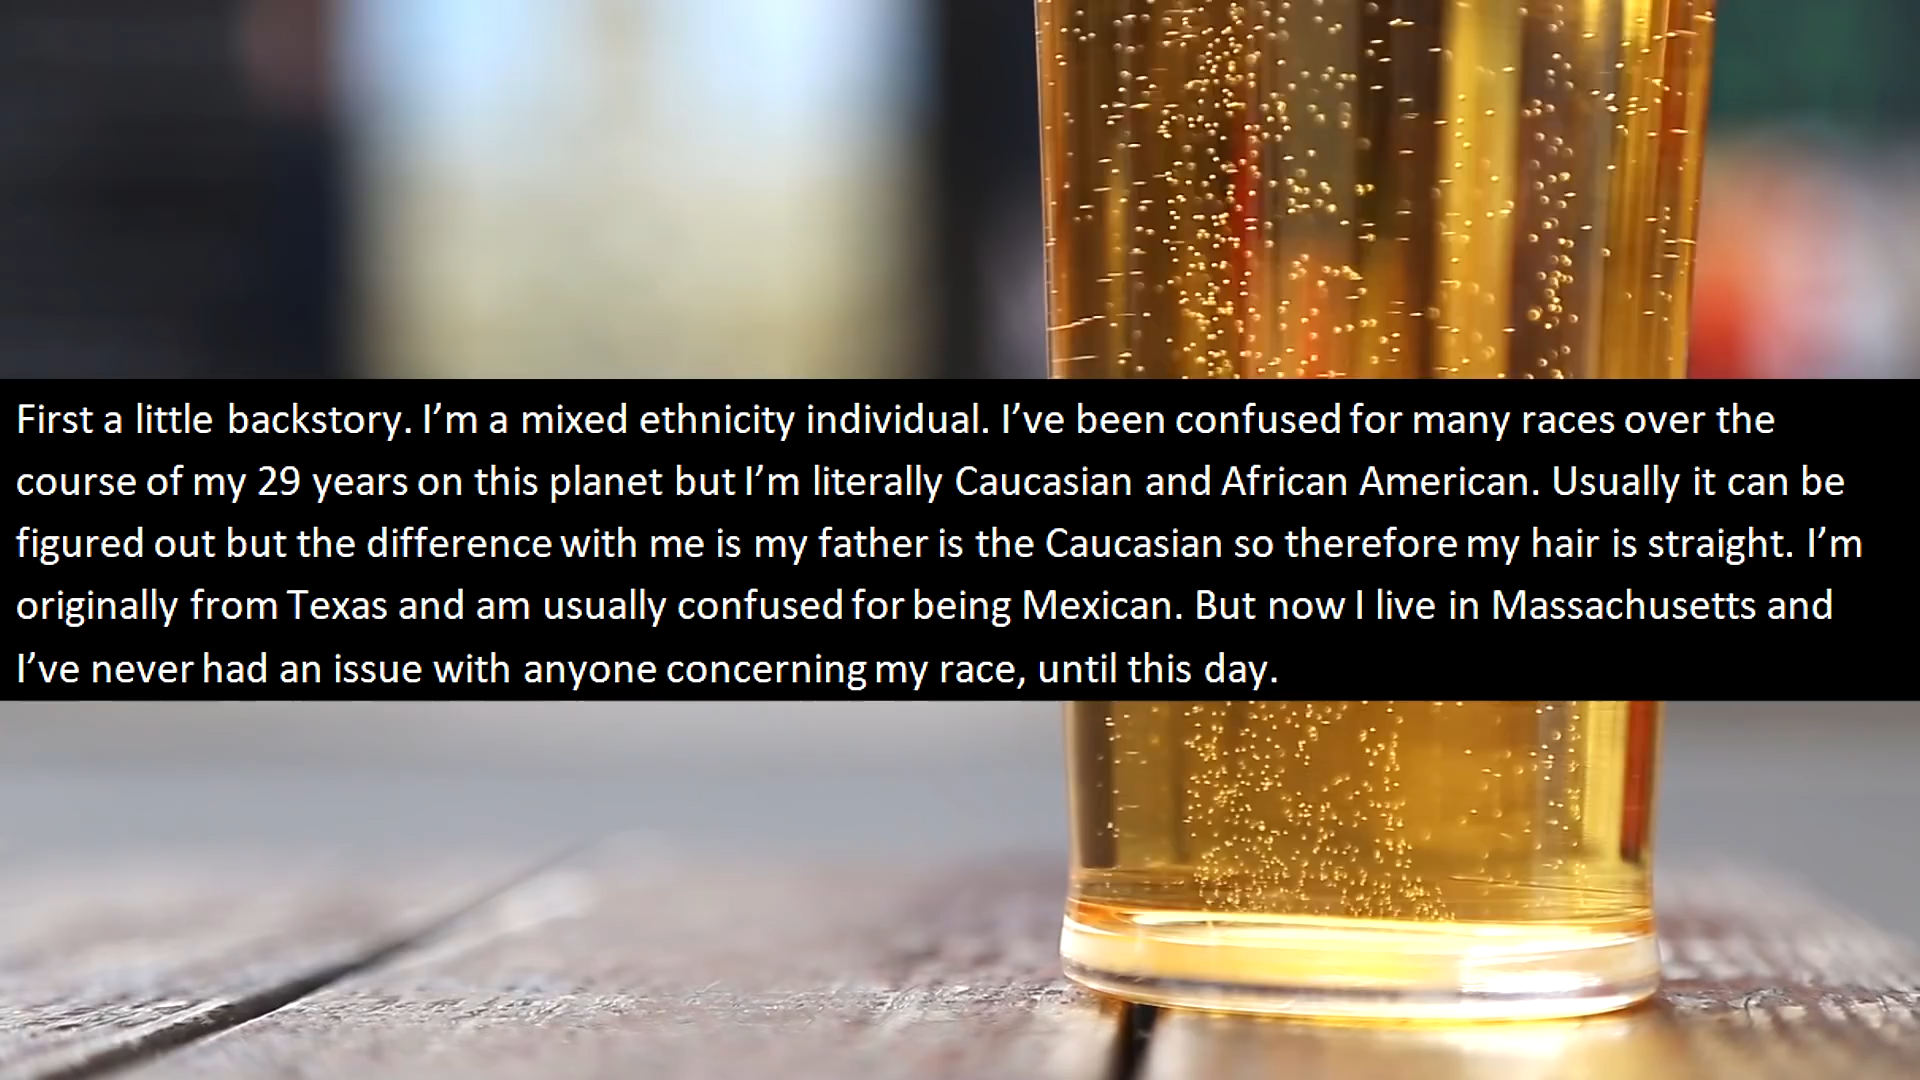 First a little backstory. I’m a mixed ethnicity individual. I’ve been confused for many races over the
course of my 29 years on this planet but I’m literally Caucasian and African American. Usually it can be
figured out but the difference with me is my father is the Caucasian so therefore my hair is straight. I’m
originally from Texas and am usually confused for being Mexican. But now I live in Massachusetts and
I’ve never had an issue with anyone concerning my race, until this day.